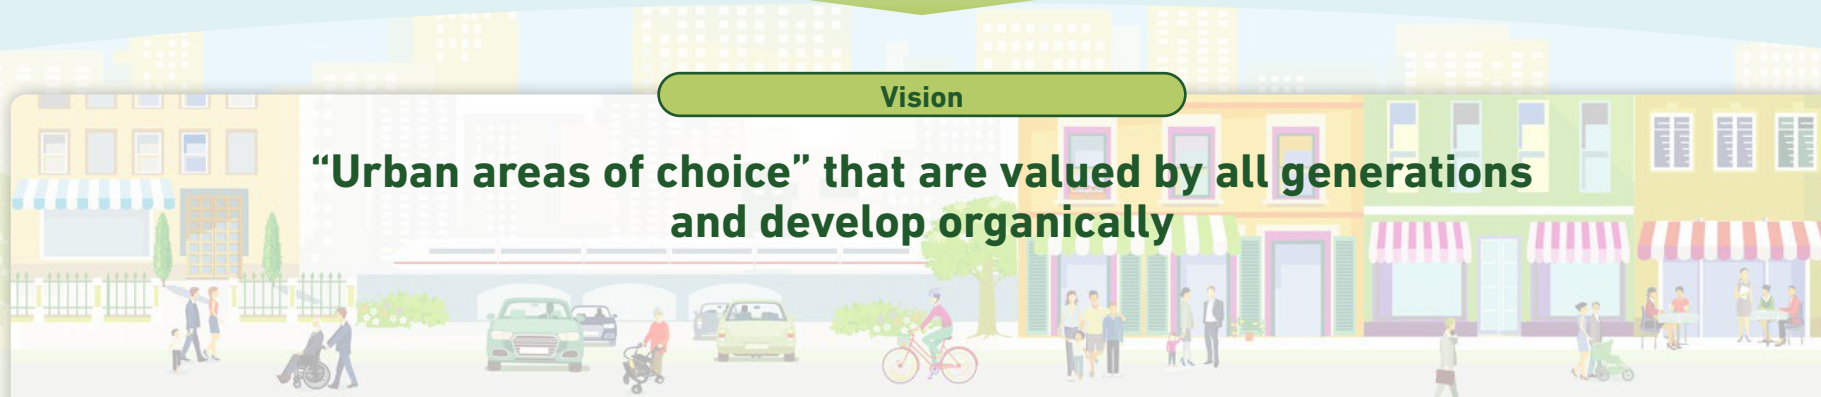 Vision
“Urban areas of choice” that are valued by all generations
and develop organically